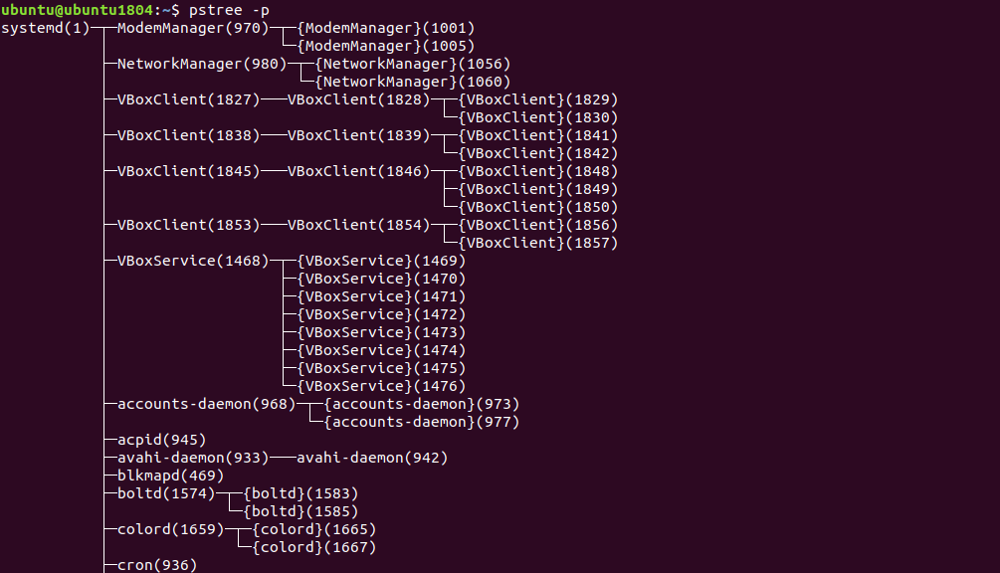 ubuntu@ubuntu1804:~$ pstree -p
systemd(1)─┬─ModemManager(970)─┬─{ModemManager}(1001)
           │                   └─{ModemManager}(1005)
           ├─NetworkManager(980)─┬─{NetworkManager}(1056)
           │                     └─{NetworkManager}(1060)
           ├─VBoxClient(1827)───VBoxClient(1828)─┬─{VBoxClient}(1829)
           │                                     └─{VBoxClient}(1830)
           ├─VBoxClient(1838)───VBoxClient(1839)─┬─{VBoxClient}(1841)
           │                                     └─{VBoxClient}(1842)
           ├─VBoxClient(1845)───VBoxClient(1846)─┬─{VBoxClient}(1848)
           │                                     ├─{VBoxClient}(1849)
           │                                     └─{VBoxClient}(1850)
           ├─VBoxClient(1853)───VBoxClient(1854)─┬─{VBoxClient}(1856)
           │                                     └─{VBoxClient}(1857)
           ├─VBoxService(1468)─┬─{VBoxService}(1469)
           │                   ├─{VBoxService}(1470)
           │                   ├─{VBoxService}(1471)
           │                   ├─{VBoxService}(1472)
           │                   ├─{VBoxService}(1473)
           │                   ├─{VBoxService}(1474)
           │                   ├─{VBoxService}(1475)
           │                   └─{VBoxService}(1476)
           ├─accounts-daemon(968)─┬─{accounts-daemon}(973)
           │                      └─{accounts-daemon}(977)
           ├─acpid(945)
           ├─avahi-daemon(933)───avahi-daemon(942)
           ├─blkmapd(469)
           ├─boltd(1574)─┬─{boltd}(1583)
           │             └─{boltd}(1585)
           ├─colord(1659)─┬─{colord}(1665)
           │              └─{colord}(1667)
           ├─cron(936)